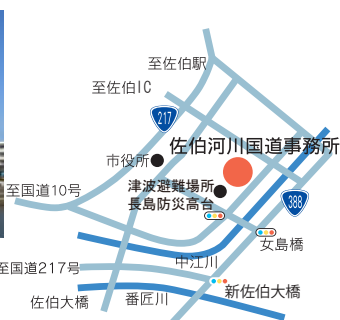 至佐伯駅
至佐伯IC
217
佐伯河川国道事務所
市役所
津波避難場所
長島防災高台
至国道10号
388
女島橋
中江川
至国道217号
新佐伯大橋
佐伯大橋
番匠川